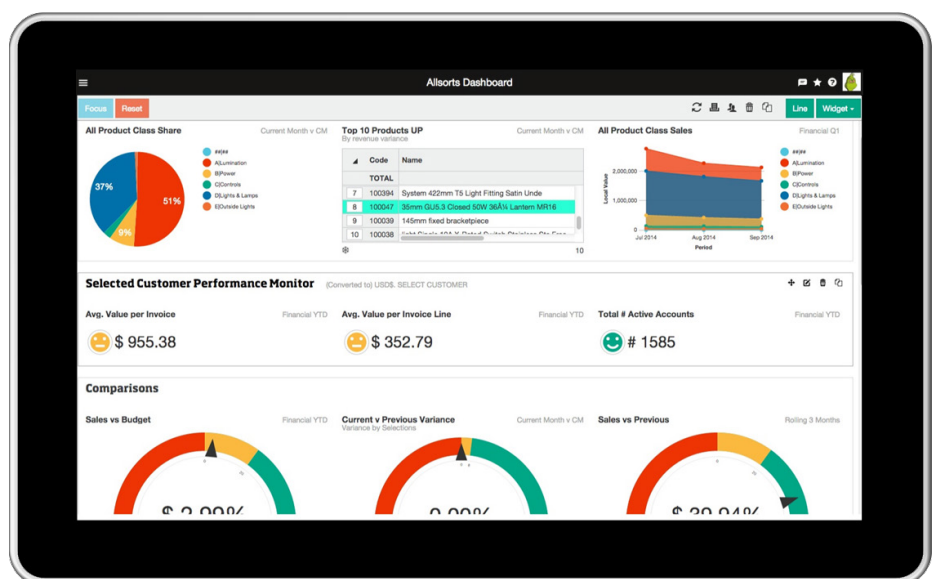 Allsorts Dashboard
Focus
Reset
Line
Widget
All Product Class Share
Current Month v CM
##|##
A|Lumination
B|Power
C|Controls
D|Lights & Lamps
E|Outside Lights
37%
51%
9%
Top 10 Products UP
Current Month v CM
By revenue variance
Code Name
TOTAL
7 100394 System 422mm T5 Light Fitting Satin Unde
8 100047 35mm GU5.3 Closed 50W 36Â¼ Lantern MR16
9 100039 145mm fixed bracketpiece
10 100038
10
All Product Class Sales
Financial Q1
Local Value
2,000,000
1,000,000
0
Jul 2014
Aug 2014
Sep 2014
Period
##|##
A|Lumination
B|Power
C|Controls
D|Lights & Lamps
E|Outside Lights
Selected Customer Performance Monitor (Converted to) USD$. SELECT CUSTOMER
Avg. Value per Invoice
Financial YTD
$ 955.38
Avg. Value per Invoice Line
Financial YTD
$ 352.79
Total # Active Accounts
Financial YTD
# 1585
Comparisons
Sales vs Budget
Financial YTD
$ 2.99%
Current v Previous Variance
Current Month v CM
Variance by Selections
0.00%
Sales vs Previous
Rolling 3 Months
$ 39.94%